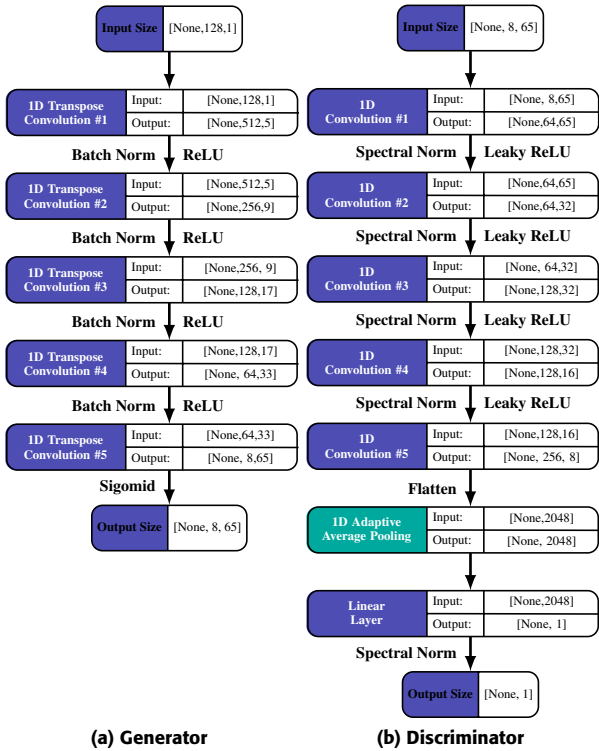 Input Size [None,128,1]
1D Transpose
Convolution #1
Input: [None,128,1]
Output: [None,512,5]
Batch Norm ReLU
1D Transpose
Convolution #2
Input: [None,512,5]
Output: [None,256,9]
Batch Norm ReLU
1D Transpose
Convolution #3
Input: [None,256, 9]
Output: [None,128,17]
Batch Norm ReLU
1D Transpose
Convolution #4
Input: [None,128,17]
Output: [None, 64,33]
Batch Norm ReLU
1D Transpose
Convolution #5
Input: [None,64,33]
Output: [None, 8,65]
Sigomid
Output Size [None, 8, 65]
(a) Generator
Input Size [None, 8, 65]
1D
Convolution #1
Input: [None, 8,65]
Output: [None,64,65]
Spectral Norm Leaky ReLU
1D
Convolution #2
Input: [None,64,65]
Output: [None,64,32]
Spectral Norm Leaky ReLU
1D
Convolution #3
Input: [None, 64,32]
Output: [None,128,32]
Spectral Norm Leaky ReLU
1D
Convolution #4
Input: [None,128,32]
Output: [None,128,16]
Spectral Norm Leaky ReLU
1D
Convolution #5
Input: [None,128,16]
Output: [None, 256, 8]
Flatten
1D Adaptive
Average Pooling
Input: [None,2048]
Output: [None, 2048]
Linear
Layer
Input: [None,2048]
Output: [None, 1]
Spectral Norm
Output Size [None, 1]
(b) Discriminator